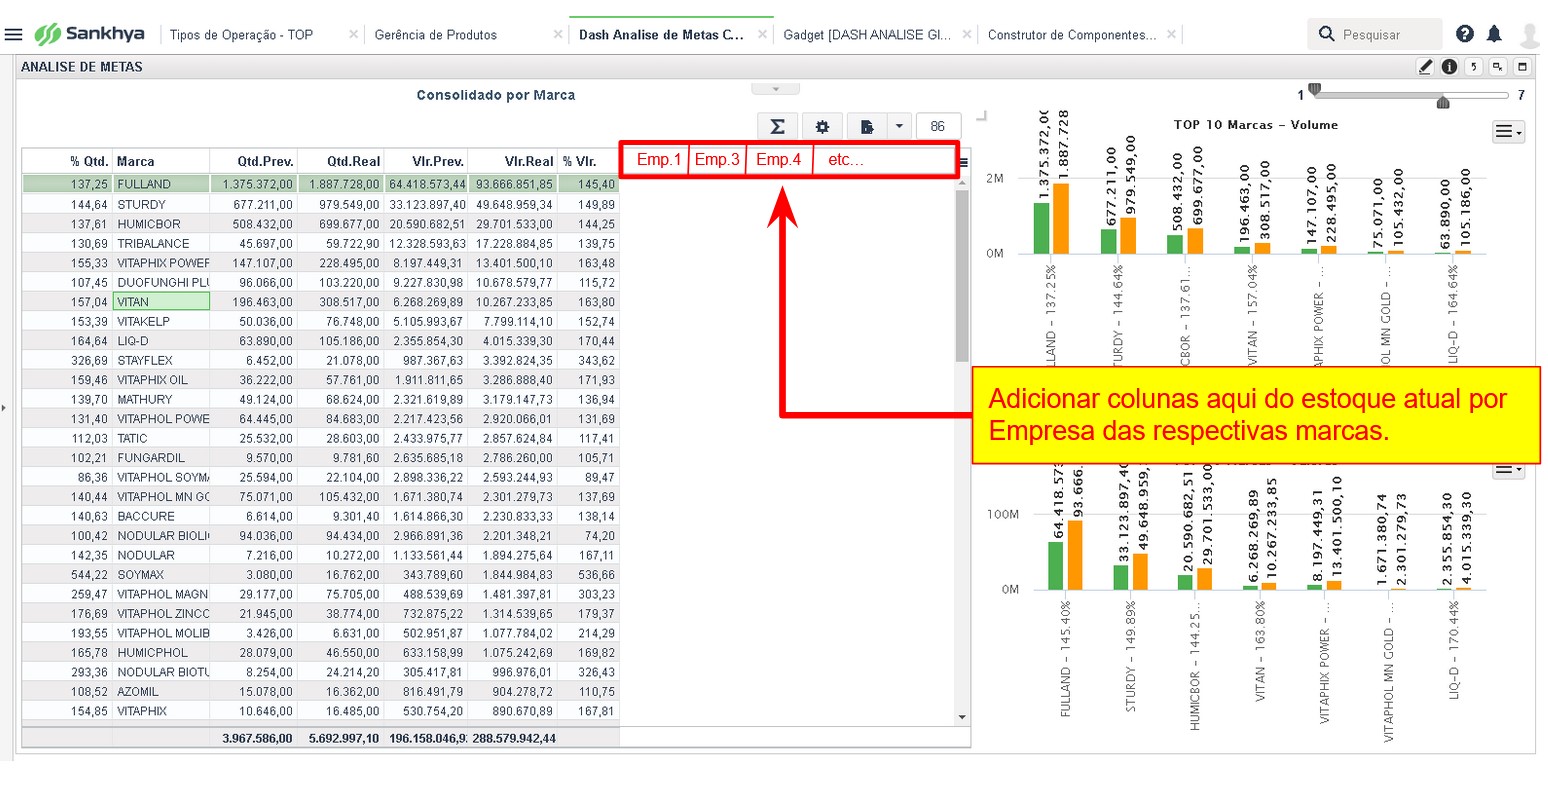 Sankhya
Tipos de Operação - TOP
Gerência de Produtos
Dash Analise de Metas C...
Gadget [DASH ANALISE GI...
Construtor de Componentes...
Pesquisar
ANALISE DE METAS
Consolidado por Marca
86
% Qtd. Marca Qtd.Prev. Qtd.Real Vlr.Prev. Vlr.Real % Vlr.
Emp.1 Emp.3 Emp.4 etc...
137,25 FULLAND 1.375.372,00 1.887.728,00 64.418.573,44 93.666.851,85 145,40
144,64 STURDY 677.211,00 979.549,00 33.123.897,40 49.648.959,34 149,89
137,61 HUMICBOR 508.432,00 699.677,00 20.590.682,51 29.701.533,00 144,25
130,69 TRIBALANCE 45.697,00 59.722,90 12.328.593,63 17.228.884,85 139,75
155,33 VITAPHIX POWER 147.107,00 228.495,00 8.197.449,31 13.401.500,10 163,48
107,45 DUOFUNGHI PLU 96.066,00 103.220,00 9.227.830,98 10.678.579,77 115,72
157,04 VITAN 196.463,00 308.517,00 6.268.269,89 10.267.233,85 163,80
153,39 VITAKELP 50.036,00 76.748,00 5.105.993,67 7.799.114,10 152,74
164,64 LIQ-D 63.890,00 105.186,00 2.355.854,30 4.015.339,30 170,44
326,69 STAYFLEX 6.452,00 21.078,00 987.367,63 3.392.824,35 343,62
159,46 VITAPHIX OIL 36.222,00 57.761,00 1.911.811,65 3.286.888,40 171,93
139,70 MATHURY 49.124,00 68.624,00 2.321.619,89 3.179.147,73 136,94
131,40 VITAPHOL POWE 64.445,00 84.683,00 2.217.423,56 2.920.066,01 131,69
112,03 TATIC 25.532,00 28.603,00 2.433.975,77 2.857.624,84 117,41
102,21 FUNGARDIL 9.570,00 9.781,60 2.635.685,18 2.786.260,00 105,71
86,36 VITAPHOL SOYMA 25.594,00 22.104,00 2.898.336,22 2.593.244,93 89,47
140,44 VITAPHOL MN GO 75.071,00 105.432,00 1.671.380,74 2.301.279,73 137,69
140,63 BACCURE 6.614,00 9.301,40 1.614.866,30 2.230.833,33 138,14
100,42 NODULAR BIOLI 94.036,00 94.434,00 2.966.891,36 2.201.348,21 74,20
142,35 NODULAR 7.216,00 10.272,00 1.133.561,44 1.894.275,64 167,11
544,22 SOYMAX 3.080,00 16.762,00 343.789,60 1.844.984,83 536,66
259,47 VITAPHOL MAGN 29.177,00 75.705,00 488.539,69 1.481.397,81 303,23
176,69 VITAPHOL ZINCO 21.945,00 38.774,00 732.875,22 1.314.539,65 179,37
193,55 VITAPHOL MOLIB 3.426,00 6.631,00 502.951,87 1.077.784,02 214,29
165,78 HUMICPHOL 28.079,00 46.550,00 633.158,99 1.075.242,69 169,82
293,36 NODULAR BIOTU 8.254,00 24.214,20 305.417,81 996.976,01 326,43
108,52 AZOMIL 15.078,00 16.362,00 816.491,79 904.278,72 110,75
154,85 VITAPHIX 10.646,00 16.485,00 530.754,20 890.670,89 167,81
3.967.586,00 5.692.997,10 196.158.046,9 288.579.942,44
1 7
TOP 10 Marcas - Volume
2M
0M
1.375.372,00 1.887.728
677.211,00 979.549,00
508.432,00 699.677,00
196.463,00 308.517,00
147.107,00 228.495,00
75.071,00 105.432,00
63.890,00 105.186,00
LLAND - 137.25%
TURDY - 144.64%
CBOR - 137.61...
VITAN - 157.04%
APHIX POWER - ...
HOL MN GOLD - ...
LIQ-D - 164.64%
Adicionar colunas aqui do estoque atual por
Empresa das respectivas marcas.
100M
0M
64.418.573 93.666.
33.123.897,40 49.648.959,
20.590.682,51 29.701.533,00
6.268.269,89 10.267.233,85
8.197.449,31 13.401.500,10
1.671.380,74 2.301.279,73
2.355.854,30 4.015.339,30
FULLAND - 145.40%
STURDY - 149.89%
HUMICBOR - 144.25...
VITAN - 163.80%
VITAPHIX POWER - ...
VITAPHOL MN GOLD - ...
LIQ-D - 170.44%